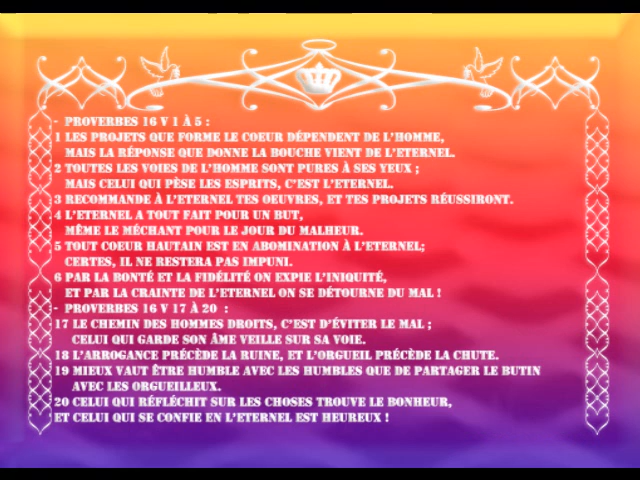 - PROVERBES 16 V 1 À 5 :
1 LES PROJETS QUE FORME LE COEUR DÉPENDENT DE L'HOMME,
MAIS LA RÉPONSE QUE DONNE LA BOUCHE VIENT DE L'ETERNEL.
2 TOUTES LES VOIES DE L'HOMME SONT PURES À SES YEUX ;
MAIS CELUI QUI PÈSE LES ESPRITS, C'EST L'ETERNEL.
3 RECOMMANDE À L'ETERNEL TES OEUVRES, ET TES PROJETS RÉUSSIRONT.
4 L'ETERNEL A TOUT FAIT POUR UN BUT,
MÊME LE MÉCHANT POUR LE JOUR DU MALHEUR.
5 TOUT COEUR HAUTAIN EST EN ABOMINATION À L'ETERNEL;
CERTES, IL NE RESTERA PAS IMPUNI.
6 PAR LA BONTÉ ET LA FIDÉLITÉ ON EXPIE L'INIQUITÉ,
ET PAR LA CRAINTE DE L'ETERNEL ON SE DÉTOURNE DU MAL !
- PROVERBES 16 V 17 À 20 :
17 LE CHEMIN DES HOMMES DROITS, C'EST D'ÉVITER LE MAL ;
CELUI QUI GARDE SON ÂME VEILLE SUR SA VOIE.
18 L'ARROGANCE PRÉCÈDE LA RUINE, ET L'ORGUEIL PRÉCÈDE LA CHUTE.
19 MIEUX VAUT ÊTRE HUMBLE AVEC LES HUMBLES QUE DE PARTAGER LE BUTIN
AVEC LES ORGUEILLEUX.
20 CELUI QUI RÉFLÉCHIT SUR LES CHOSES TROUVE LE BONHEUR,
ET CELUI QUI SE CONFIE EN L'ETERNEL EST HEUREUX !